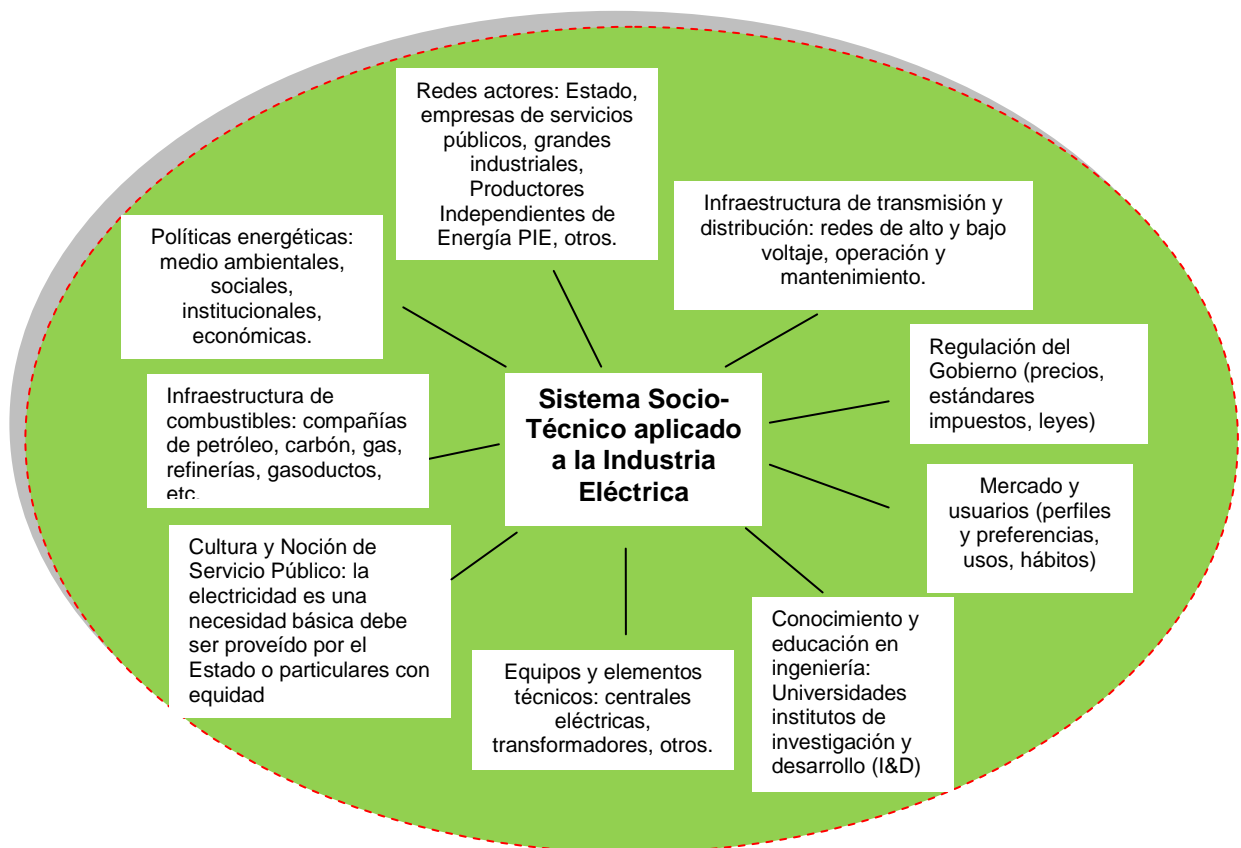 Redes actores: Estado,
empresas de servicios
públicos, grandes
industriales,
Productores
Independientes de
Energía PIE, otros.
Infraestructura de transmisión y
distribución: redes de alto y bajo
voltaje, operación y
mantenimiento.
Políticas energéticas:
medio ambientales,
sociales,
institucionales,
económicas.
Regulación del
Gobierno (precios,
estándares
impuestos, leyes)
Sistema Socio-
Técnico aplicado
a la Industria
Eléctrica
Infraestructura de
combustibles: compañías
de petróleo, carbón, gas,
refinerías, gasoductos,
etc.
Mercado y
usuarios (perfiles
y preferencias,
usos, hábitos)
Cultura y Noción de
Servicio Público: la
electricidad es una
necesidad básica debe
ser proveído por el
Estado o particulares con
equidad
Equipos y elementos
técnicos: centrales
eléctricas,
transformadores, otros.
Conocimiento y
educación en
ingeniería:
Universidades
institutos de
investigación y
desarrollo (I&D)